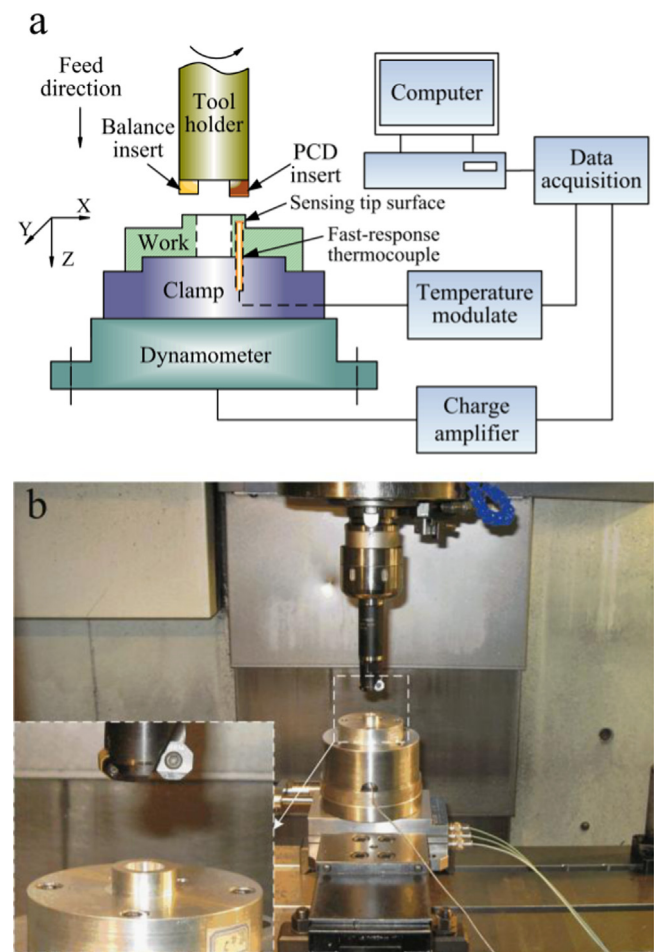 a
Feed
direction
Tool
holder
Balance
insert
PCD
insert
Computer
Data
acquisition
Sensing tip surface
X
Y
Z
Work
Fast-response
thermocouple
Clamp
Temperature
modulate
Dynamometer
Charge
amplifier
b